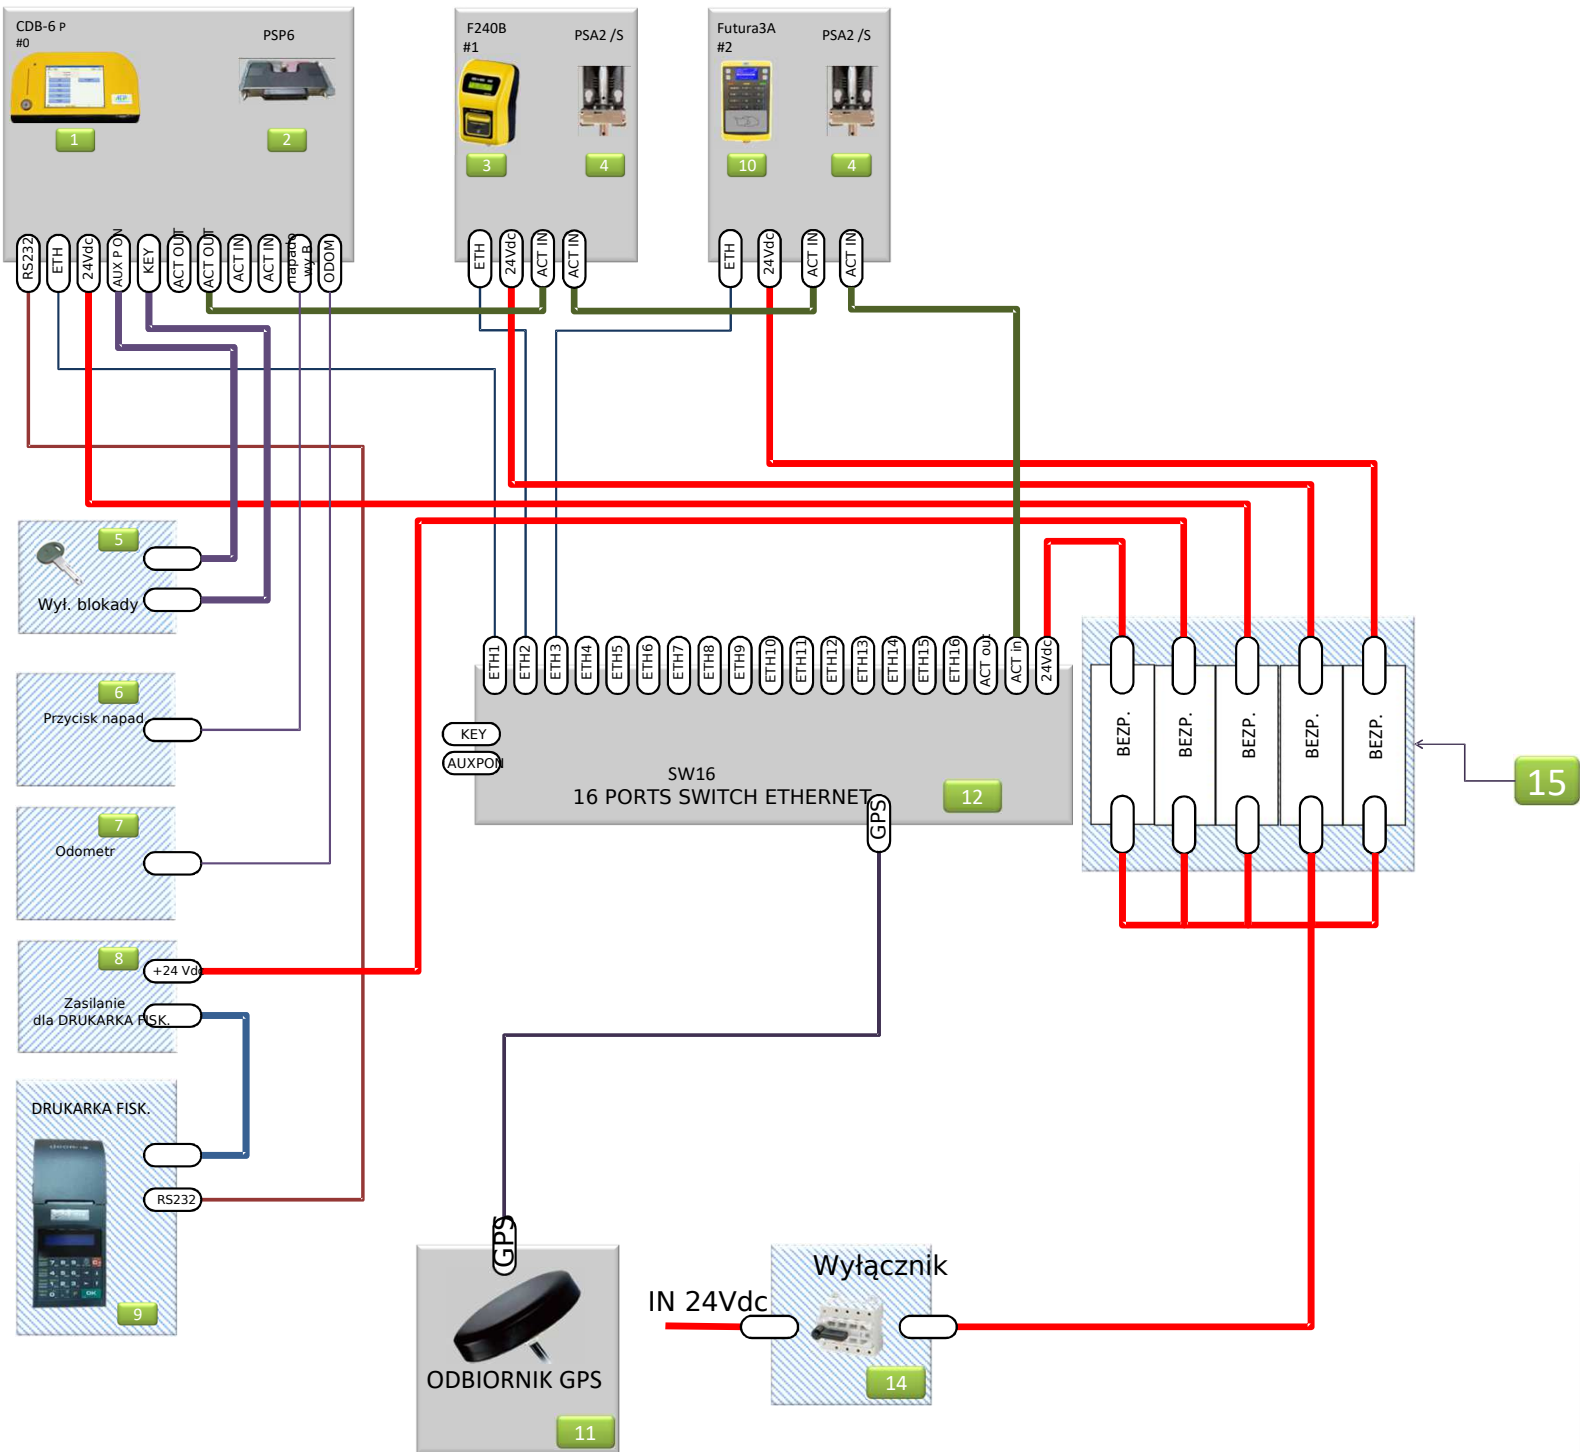 CDB-6 P
#0
PSP6
1
2
F240B
#1
PSA2 /S
3
4
Futura3A
#2
PSA2 /S
10
4
RS232
ETH
24Vdc
AUX PON
KEY
ACT OUT
ACT OUT
ACT IN
ACT IN
napado
wy B
ODOM
ETH
24Vdc
ACT IN
ACT IN
ETH
24Vdc
ACT IN
ACT IN
5
Wył. blokady
6
Przycisk napad.
7
Odometr
8
+24 Vdc
Zasilanie
dla DRUKARKA FISK.
DRUKARKA FISK.
RS232
9
ETH1
ETH2
ETH3
ETH4
ETH5
ETH6
ETH7
ETH8
ETH9
ETH10
ETH11
ETH12
ETH13
ETH14
ETH15
ETH16
ACT out
ACT in
24Vdc
KEY
AUXPON
SW16
16 PORTS SWITCH ETHERNET
12
GPS
BEZP.
BEZP.
BEZP.
BEZP.
BEZP.
15
GPS
ODBIORNIK GPS
11
Wyłącznik
IN 24Vdc
14